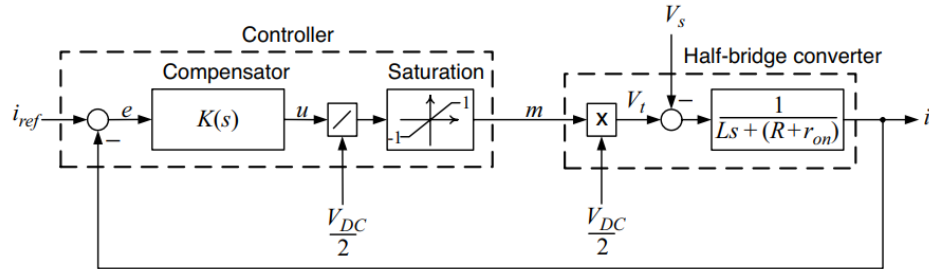 V_s
Controller
Half-bridge converter
Compensator
Saturation
i_ref
e
K(s)
u
/
1
-1
m
x
V_t
1
Ls + (R+r_on)
i
V_DC
2
V_DC
2